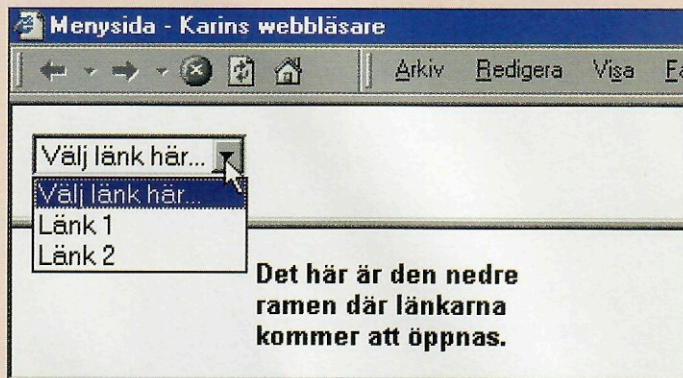 Menysida - Karins webbläsare
Arkiv Redigera Visa
Välj länk här...
Välj länk här...
Länk 1
Länk 2
Det här är den nedre
ramen där länkarna
kommer att öppnas.